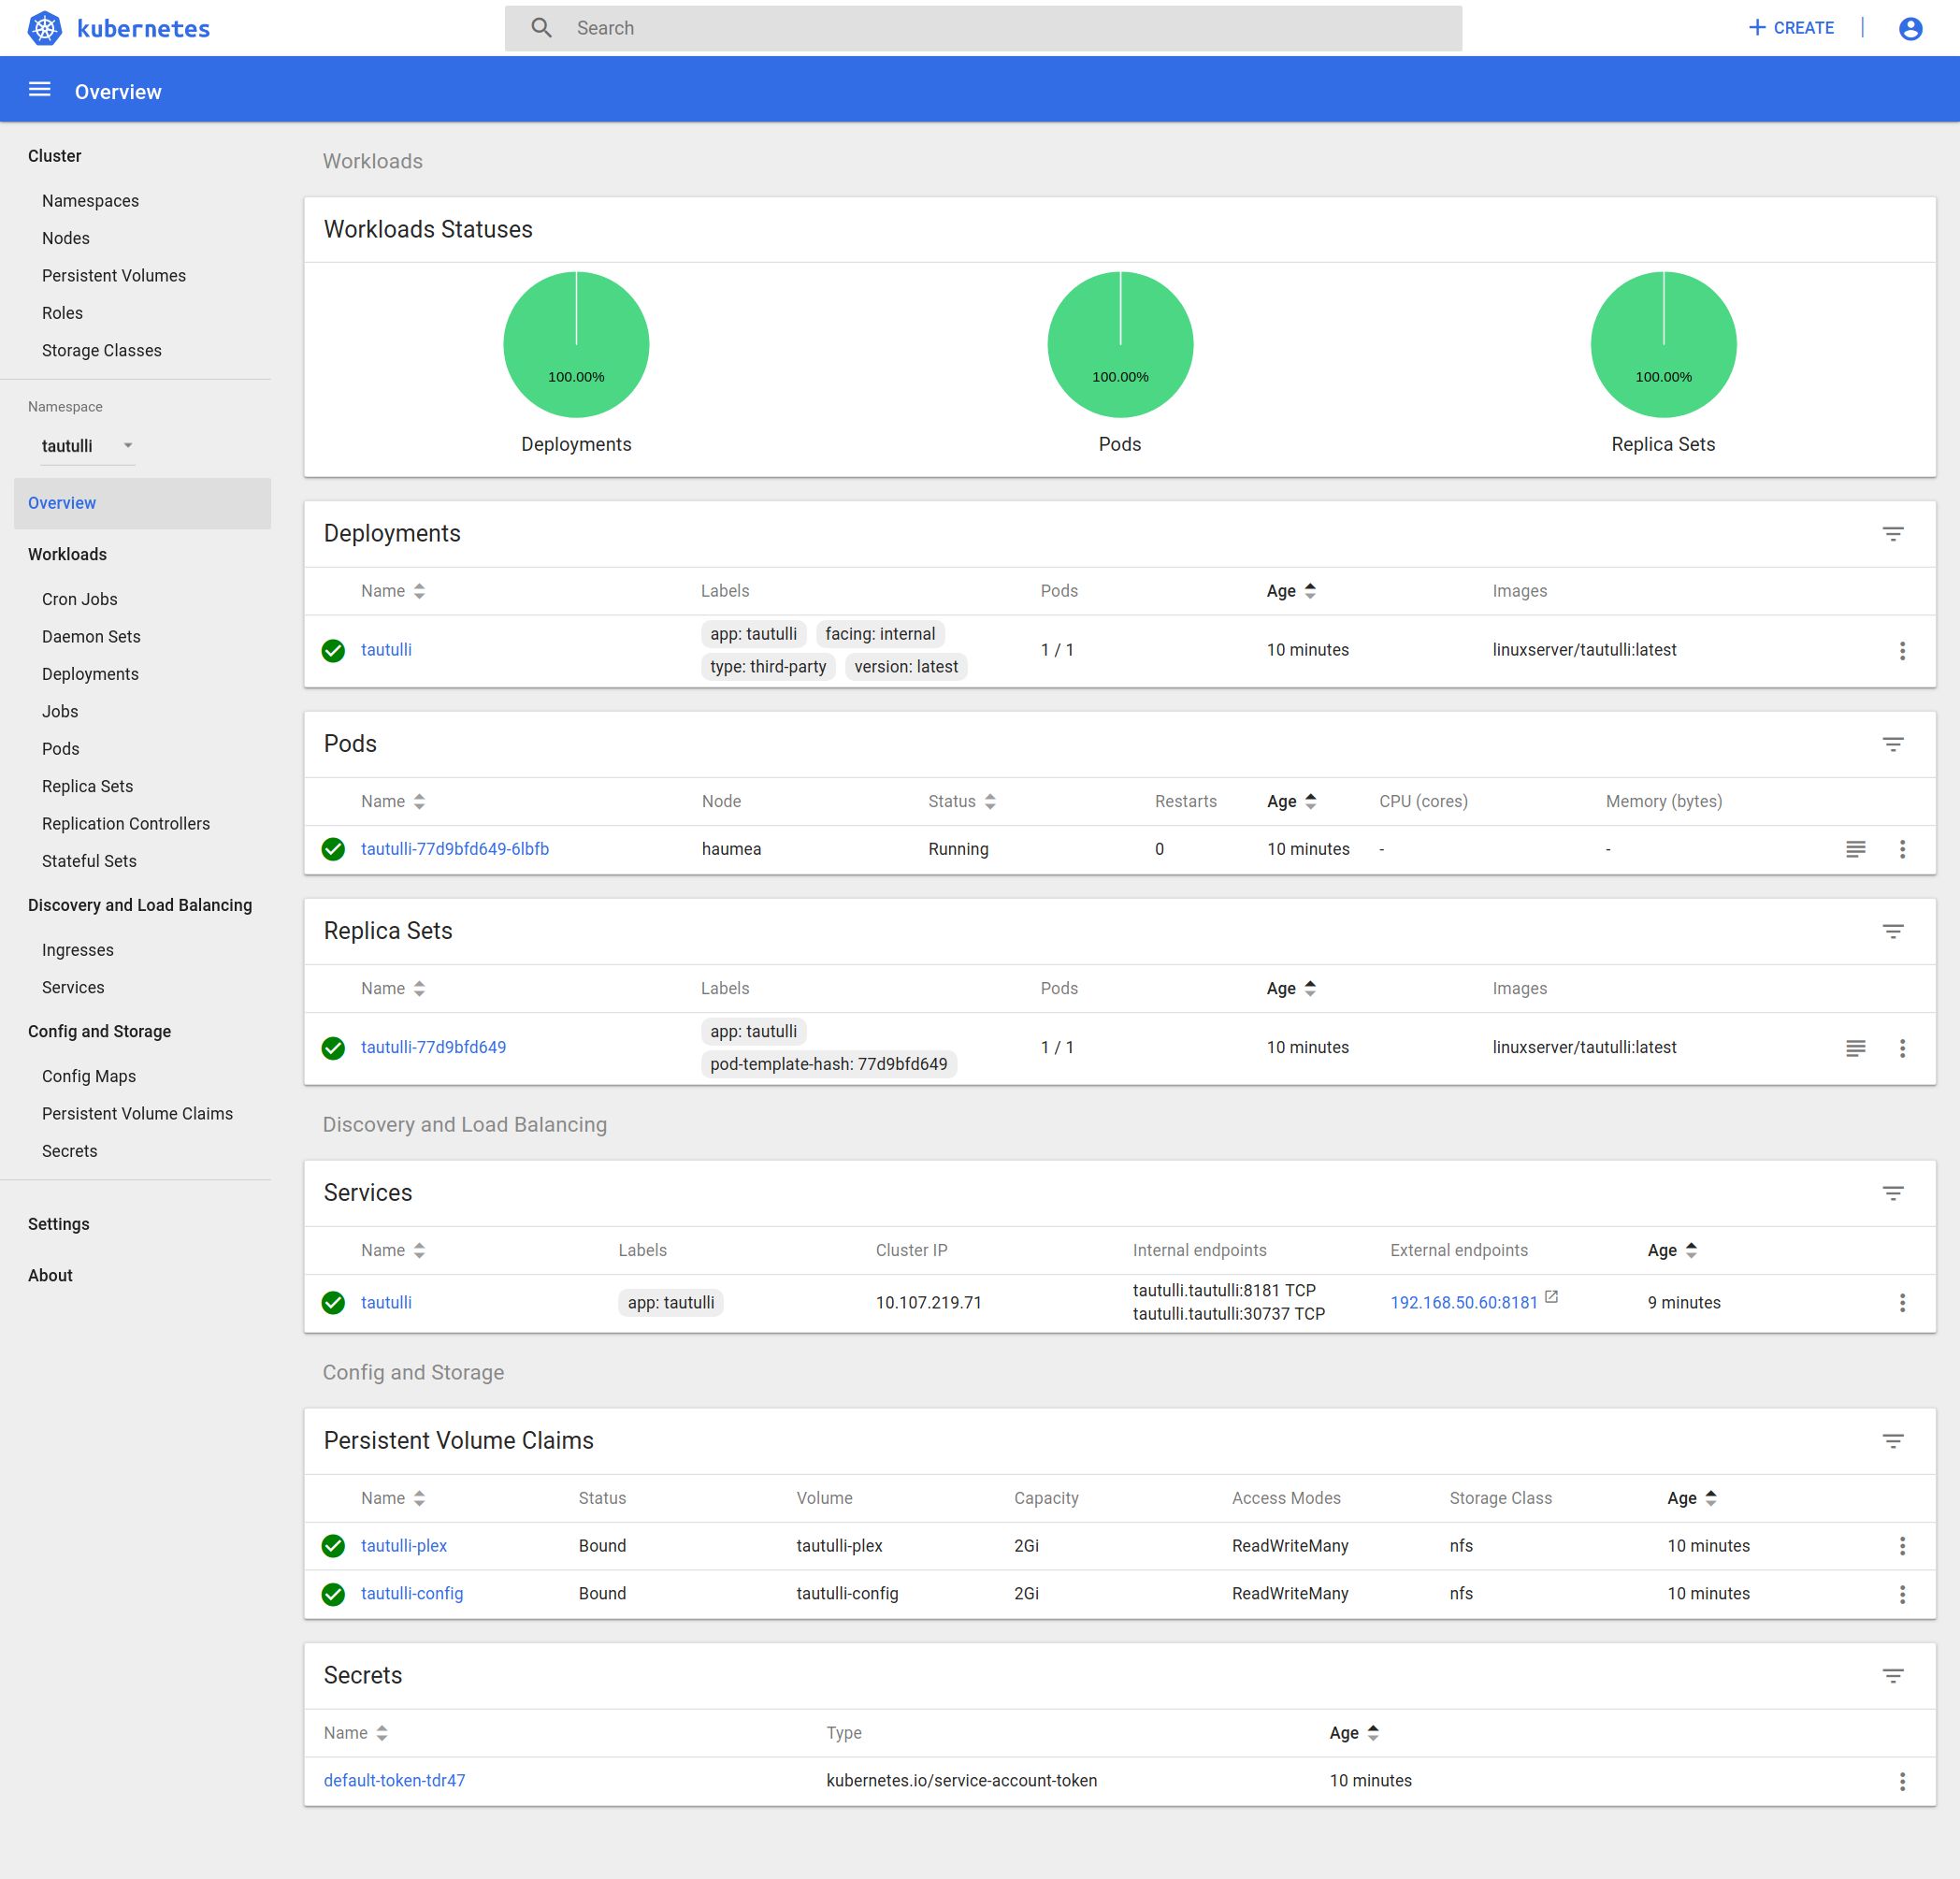 kubernetes
Search
CREATE
Overview
Cluster
Namespaces
Nodes
Persistent Volumes
Roles
Storage Classes
Namespace
tautulli
Overview
Workloads
Cron Jobs
Daemon Sets
Deployments
Jobs
Pods
Replica Sets
Replication Controllers
Stateful Sets
Discovery and Load Balancing
Ingresses
Services
Config and Storage
Config Maps
Persistent Volume Claims
Secrets
Settings
About
Workloads
Workloads Statuses
100.00% 100.00% 100.00%
Deployments Pods Replica Sets
Deployments
Name Labels Pods Age Images
tautulli app: tautulli facing: internal type: third-party version: latest 1 / 1 10 minutes linuxserver/tautulli:latest
Pods
Name Node Status Restarts Age CPU (cores) Memory (bytes)
tautulli-77d9bfd649-6lbfb haumea Running 0 10 minutes - -
Replica Sets
Name Labels Pods Age Images
tautulli-77d9bfd649 app: tautulli pod-template-hash: 77d9bfd649 1 / 1 10 minutes linuxserver/tautulli:latest
Discovery and Load Balancing
Services
Name Labels Cluster IP Internal endpoints External endpoints Age
tautulli app: tautulli 10.107.219.71 tautulli.tautulli:8181 TCP tautulli.tautulli:30737 TCP 192.168.50.60:8181 9 minutes
Config and Storage
Persistent Volume Claims
Name Status Volume Capacity Access Modes Storage Class Age
tautulli-plex Bound tautulli-plex 2Gi ReadWriteMany nfs 10 minutes
tautulli-config Bound tautulli-config 2Gi ReadWriteMany nfs 10 minutes
Secrets
Name Type Age
default-token-tdr47 kubernetes.io/service-account-token 10 minutes